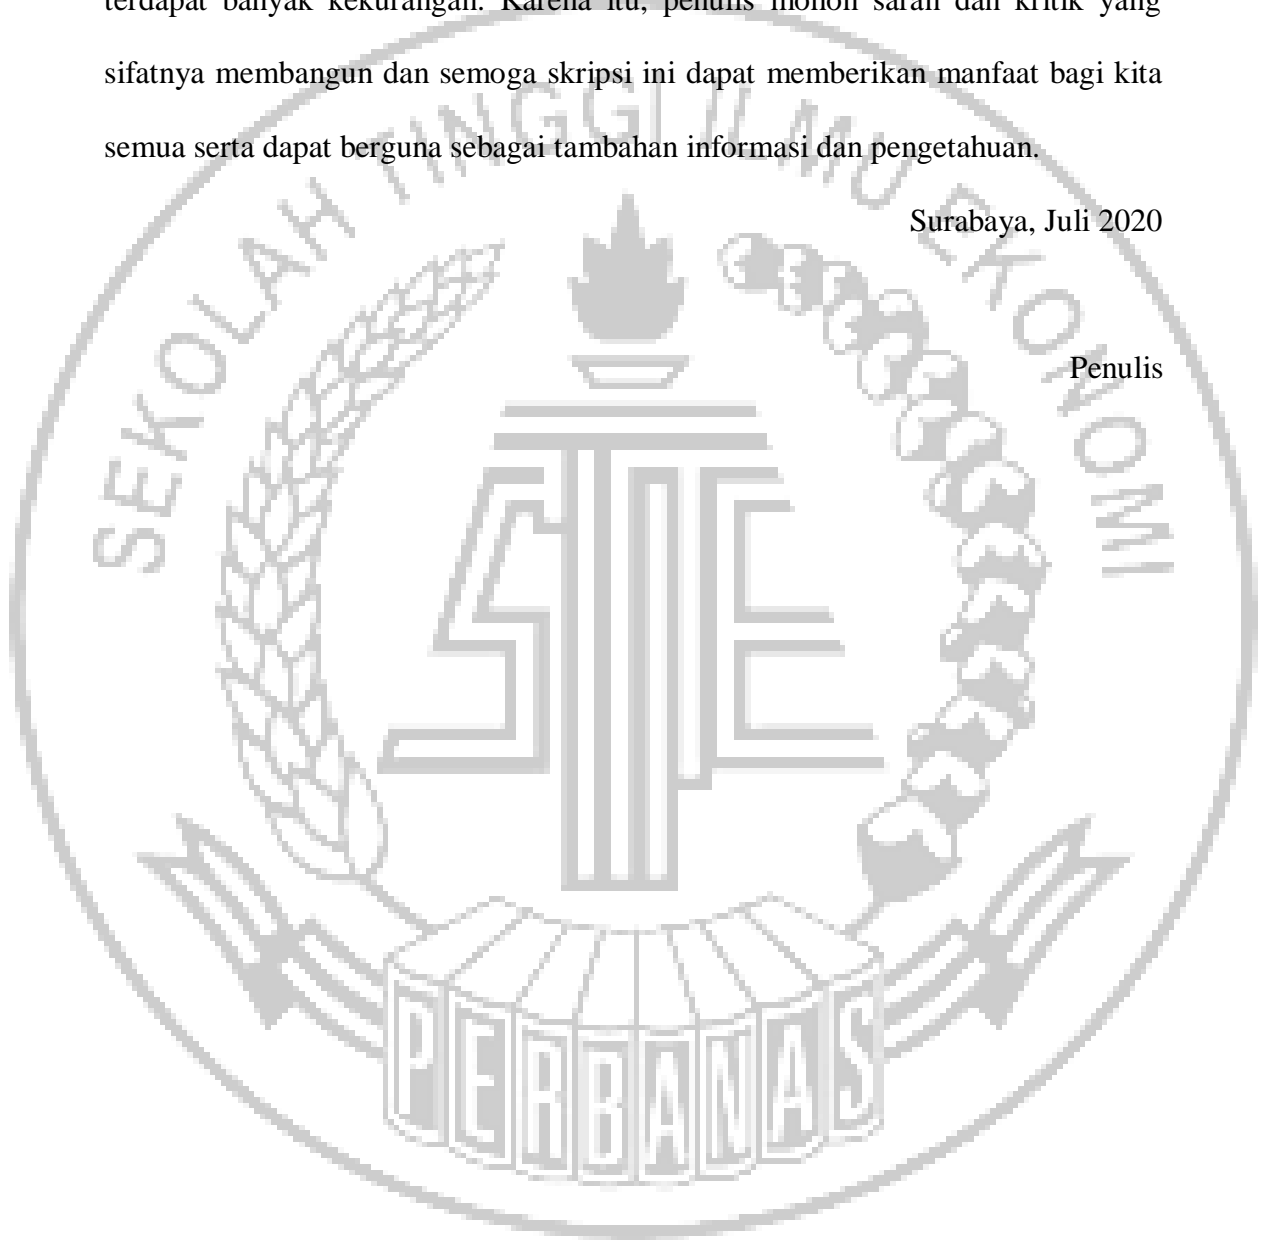 terdapat banyak kekurangan. Karena itu, penulis mohon saran dan kritik yang
sifatnya membangun dan semoga skripsi ini dapat memberikan manfaat bagi kita
semua serta dapat berguna sebagai tambahan informasi dan pengetahuan.
Surabaya, Juli 2020
Penulis
SEKOLAH TINGGI ILMU EKONOMI
STIE
PERBANAS